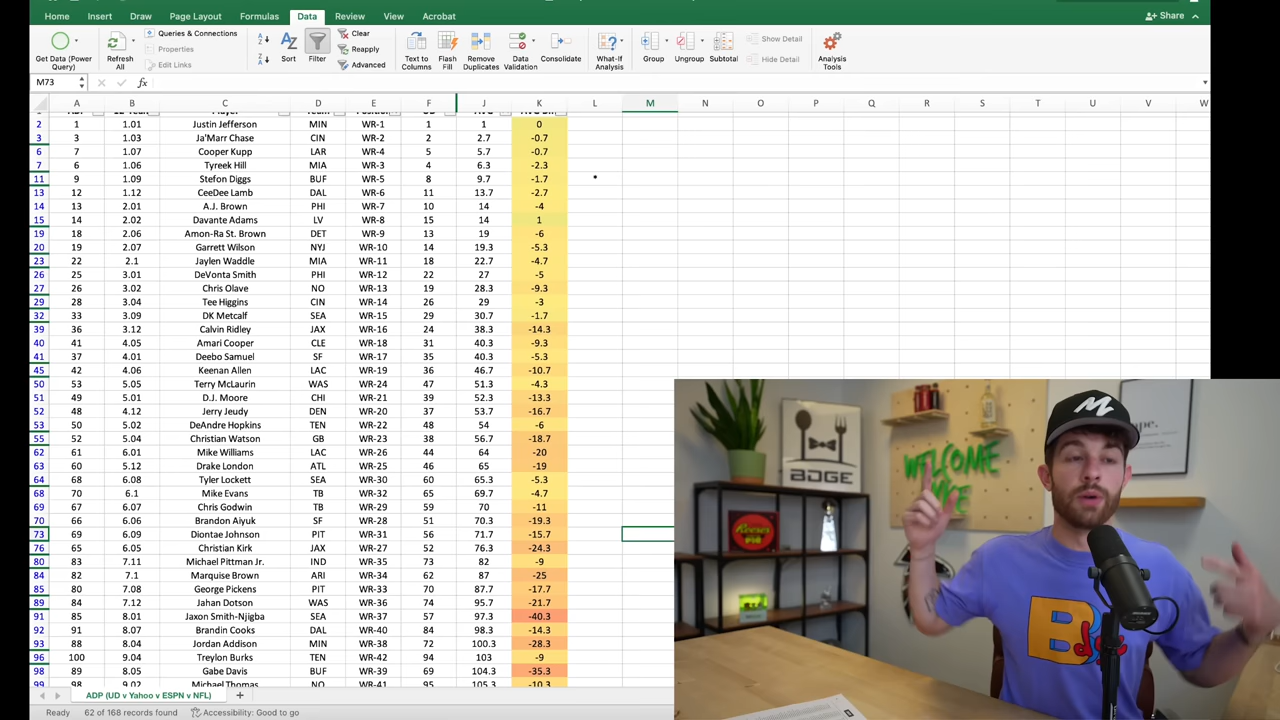 Home Insert Draw Page Layout Formulas Data Review View Acrobat Share
Get Data (Power Query) Refresh All Queries & Connections Properties Edit Links Sort Filter Clear Reapply Advanced Text to Columns Flash Fill Remove Duplicates Data Validation Consolidate What-If Analysis Group Ungroup Subtotal Show Detail Hide Detail Analysis Tools
M73 fx
A B C D E F J K L M N O P Q R S T U V W
2 1 1.01 Justin Jefferson MIN WR-1 1 1 0
3 3 1.03 Ja'Marr Chase CIN WR-2 2 2.7 -0.7
6 7 1.07 Cooper Kupp LAR WR-4 5 5.7 -0.7
7 6 1.06 Tyreek Hill MIA WR-3 4 6.3 -2.3
11 9 1.09 Stefon Diggs BUF WR-5 8 9.7 -1.7
13 12 1.12 CeeDee Lamb DAL WR-6 11 13.7 -2.7
14 13 2.01 A.J. Brown PHI WR-7 10 14 -4
15 14 2.02 Davante Adams LV WR-8 15 14 1
19 18 2.06 Amon-Ra St. Brown DET WR-9 13 19 -6
20 19 2.07 Garrett Wilson NYJ WR-10 14 19.3 -5.3
23 22 2.1 Jaylen Waddle MIA WR-11 18 22.7 -4.7
26 25 3.01 DeVonta Smith PHI WR-12 22 27 -5
27 26 3.02 Chris Olave NO WR-13 19 28.3 -9.3
29 28 3.04 Tee Higgins CIN WR-14 26 29 -3
32 33 3.09 DK Metcalf SEA WR-15 29 30.7 -1.7
39 36 3.12 Calvin Ridley JAX WR-16 24 38.3 -14.3
40 41 4.05 Amari Cooper CLE WR-18 31 40.3 -9.3
41 37 4.01 Deebo Samuel SF WR-17 35 40.3 -5.3
45 42 4.06 Keenan Allen LAC WR-19 36 46.7 -10.7
50 53 5.05 Terry McLaurin WAS WR-24 47 51.3 -4.3
51 49 5.01 D.J. Moore CHI WR-21 39 52.3 -13.3
52 48 4.12 Jerry Jeudy DEN WR-20 37 53.7 -16.7
53 50 5.02 DeAndre Hopkins TEN WR-22 48 54 -6
55 52 5.04 Christian Watson GB WR-23 38 56.7 -18.7
62 61 6.01 Mike Williams LAC WR-26 44 64 -20
63 60 5.12 Drake London ATL WR-25 46 65 -19
64 68 6.08 Tyler Lockett SEA WR-30 60 65.3 -5.3
68 70 6.1 Mike Evans TB WR-32 65 69.7 -4.7
69 67 6.07 Chris Godwin TB WR-29 59 70 -11
70 66 6.06 Brandon Aiyuk SF WR-28 51 70.3 -19.3
73 69 6.09 Diontae Johnson PIT WR-31 56 71.7 -15.7
76 65 6.05 Christian Kirk JAX WR-27 52 76.3 -24.3
80 83 7.11 Michael Pittman Jr. IND WR-35 73 82 -9
84 82 7.1 Marquise Brown ARI WR-34 62 87 -25
85 80 7.08 George Pickens PIT WR-33 70 87.7 -17.7
89 84 7.12 Jahan Dotson WAS WR-36 74 95.7 -21.7
91 85 8.01 Jaxon Smith-Njigba SEA WR-37 57 97.3 -40.3
92 91 8.07 Brandin Cooks DAL WR-40 84 98.3 -14.3
93 88 8.04 Jordan Addison MIN WR-38 72 100.3 -28.3
96 100 9.04 Treylon Burks TEN WR-42 94 103 -9
98 89 8.05 Gabe Davis BUF WR-39 69 104.3 -35.3
99 98 9.02 Michael Thomas NO WR-41 95 105.3 -10.3
ADP (UD v Yahoo v ESPN v NFL) +
Ready 62 of 168 records found Accessibility: Good to go
BDGE
WELCOME
REESE'S